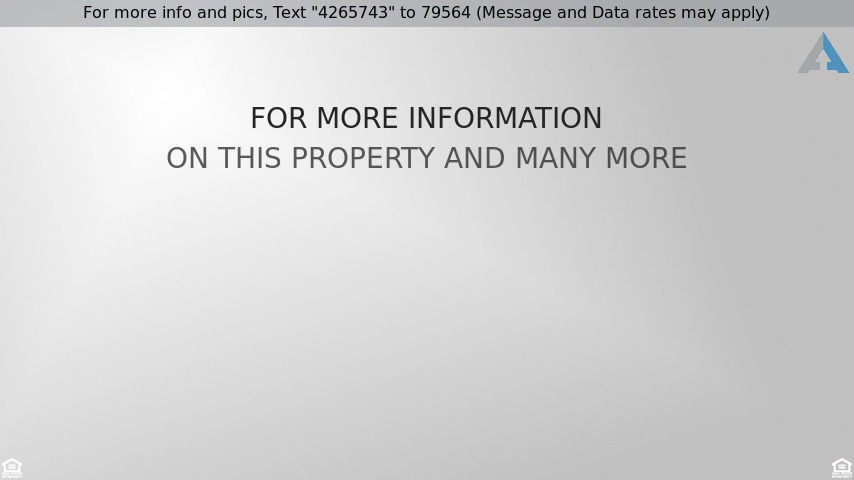 For more info and pics, Text "4265743" to 79564 (Message and Data rates may apply)
FOR MORE INFORMATION
ON THIS PROPERTY AND MANY MORE